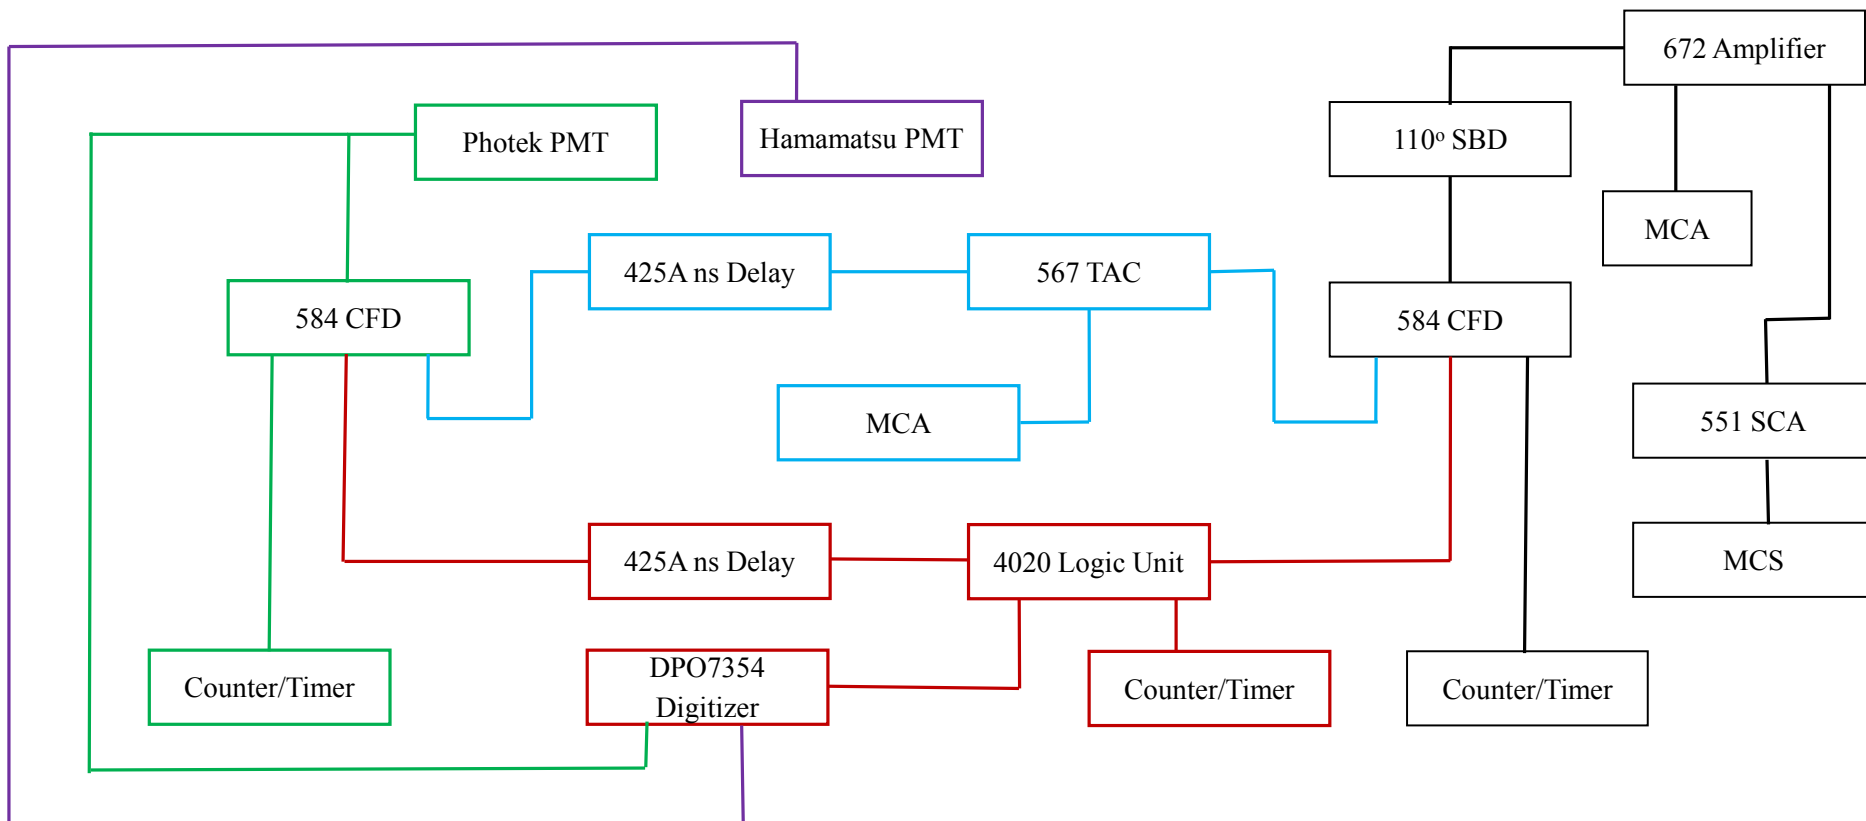 672 Amplifier
Photek PMT
Hamamatsu PMT
110º SBD
MCA
425A ns Delay
567 TAC
584 CFD
584 CFD
MCA
551 SCA
425A ns Delay
4020 Logic Unit
MCS
Counter/Timer
DPO7354
Digitizer
Counter/Timer
Counter/Timer